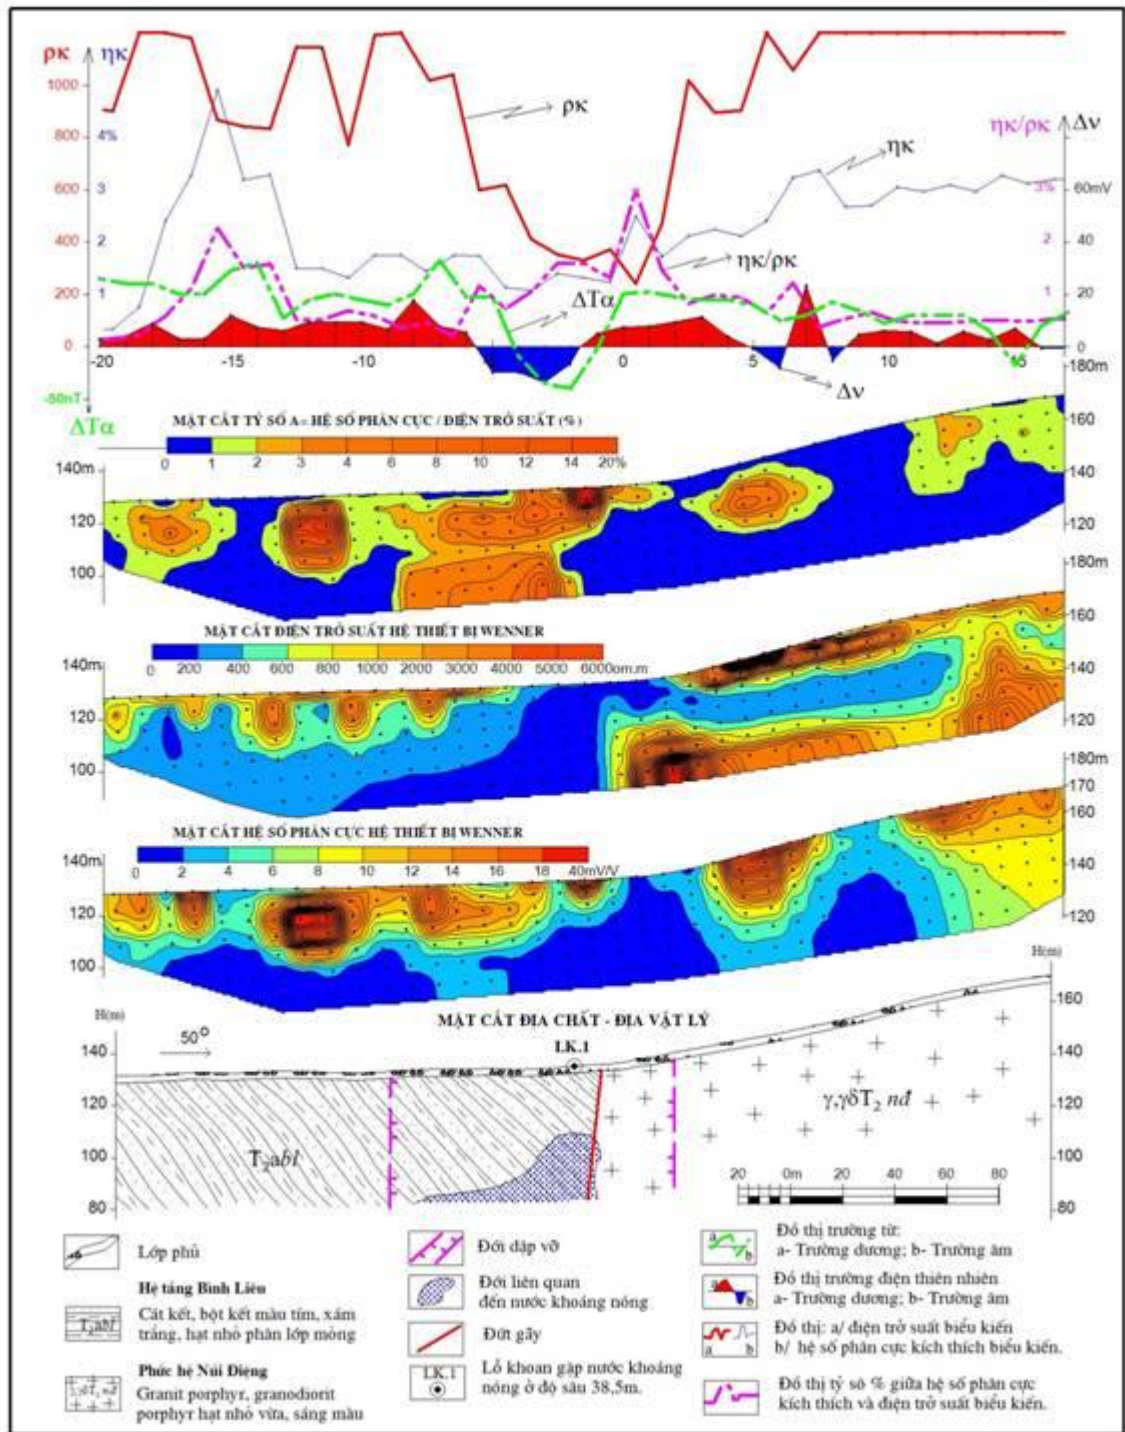 ρκ ηκ
1000
800
600
400
200
0
-50nT
ΔTα
4%
3
2
1
ρκ
ηκ
ηκ/ρκ
ΔTα
Δν
ηκ/ρκ Δν
3%
2
1
60mV
40
20
0
-20 -15 -10 -5 0 5 10 15
180m
160
140
120
MẶT CẮT TỶ SỐ A= HỆ SỐ PHÂN CỰC / ĐIỆN TRỞ SUẤT (%)
0 1 2 3 4 6 8 10 12 14 20%
140m
120
100
180m
160
140
120
MẶT CẮT ĐIỆN TRỞ SUẤT HỆ THIẾT BỊ WENNER
0 200 400 600 800 1000 2000 3000 4000 5000 6000om.m
140m
120
100
180m
170
160
140
120
MẶT CẮT HỆ SỐ PHÂN CỰC HỆ THIẾT BỊ WENNER
0 2 4 6 8 10 12 14 16 18 40mV/V
140m
120
100
H(m) H(m)
MẶT CẮT ĐỊA CHẤT - ĐỊA VẬT LÝ
50°
LK.1
140
120
100
80
160
140
120
100
80
T₂abl
γ,γδT₂ nđ
20 0m 20 40 60 80
Lớp phủ
Hệ tầng Bình Liêu
T₂abl
Cát kết, bột kết màu tím, xám
trắng, hạt nhỏ phân lớp mỏng
Phức hệ Núi Điệng
Granit porphyr, granodiorit
porphyr hạt nhỏ vừa, sáng màu
Đới dập vỡ
Đới liên quan
đến nước khoáng nóng
Đứt gãy
LK.1
Lỗ khoan gặp nước khoáng
nóng ở độ sâu 38,5m.
a b
Đồ thị trường từ:
a- Trường dương; b- Trường âm
a b
Đồ thị trường điện thiên nhiên
a- Trường dương; b- Trường âm
a b
Đồ thị: a/ điện trở suất biểu kiến
b/ hệ số phân cực kích thích biểu kiến.
Đồ thị tỷ số % giữa hệ số phân cực
kích thích và điện trở suất biểu kiến.